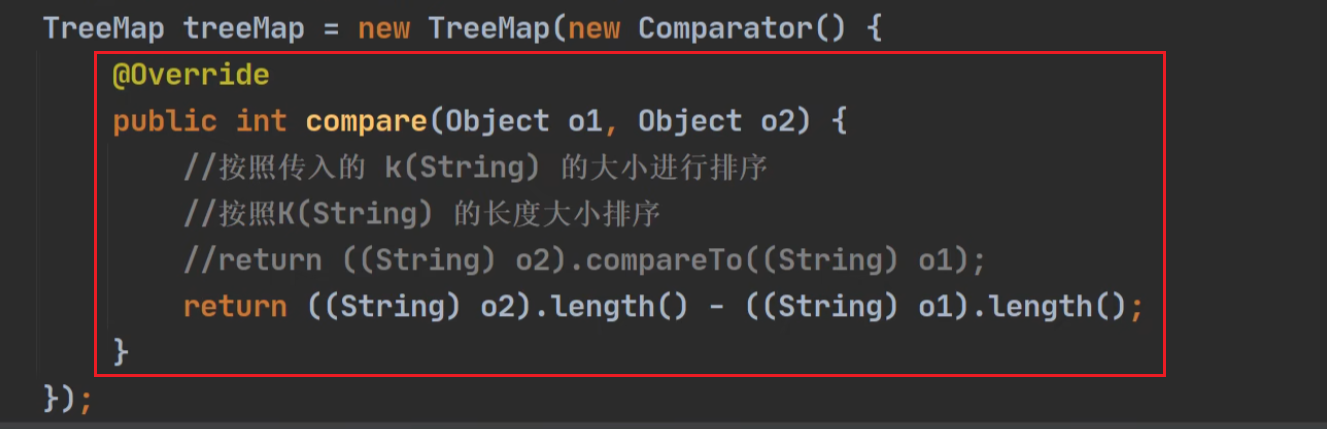 TreeMap treeMap = new TreeMap(new Comparator() {
@Override
public int compare(Object o1, Object o2) {
//按照传入的 k(String) 的大小进行排序
//按照K(String) 的长度大小排序
//return ((String) o2).compareTo((String) o1);
return ((String) o2).length() - ((String) o1).length();
}
});